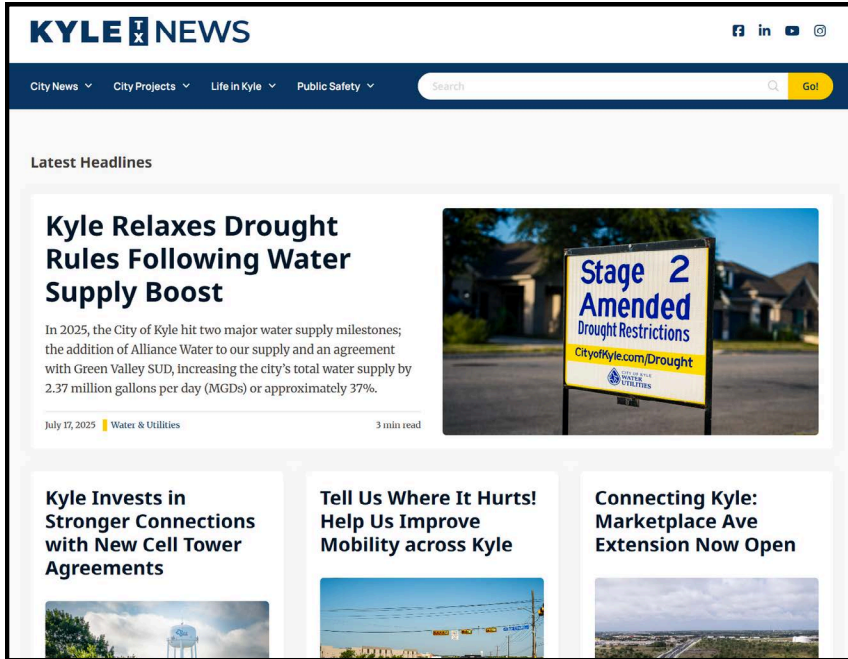 KYLE TX NEWS
City News
City Projects
Life in Kyle
Public Safety
Search
Go!
Latest Headlines
Kyle Relaxes Drought
Rules Following Water
Supply Boost
In 2025, the City of Kyle hit two major water supply milestones;
the addition of Alliance Water to our supply and an agreement
with Green Valley SUD, increasing the city's total water supply by
2.37 million gallons per day (MGDs) or approximately 37%.
July 17, 2025
Water & Utilities
3 min read
Stage 2
Amended
Drought Restrictions
CityofKyle.com/Drought
CITY OF KYLE
WATER
UTILITIES
Kyle Invests in
Stronger Connections
with New Cell Tower
Agreements
Tell Us Where It Hurts!
Help Us Improve
Mobility across Kyle
Connecting Kyle:
Marketplace Ave
Extension Now Open